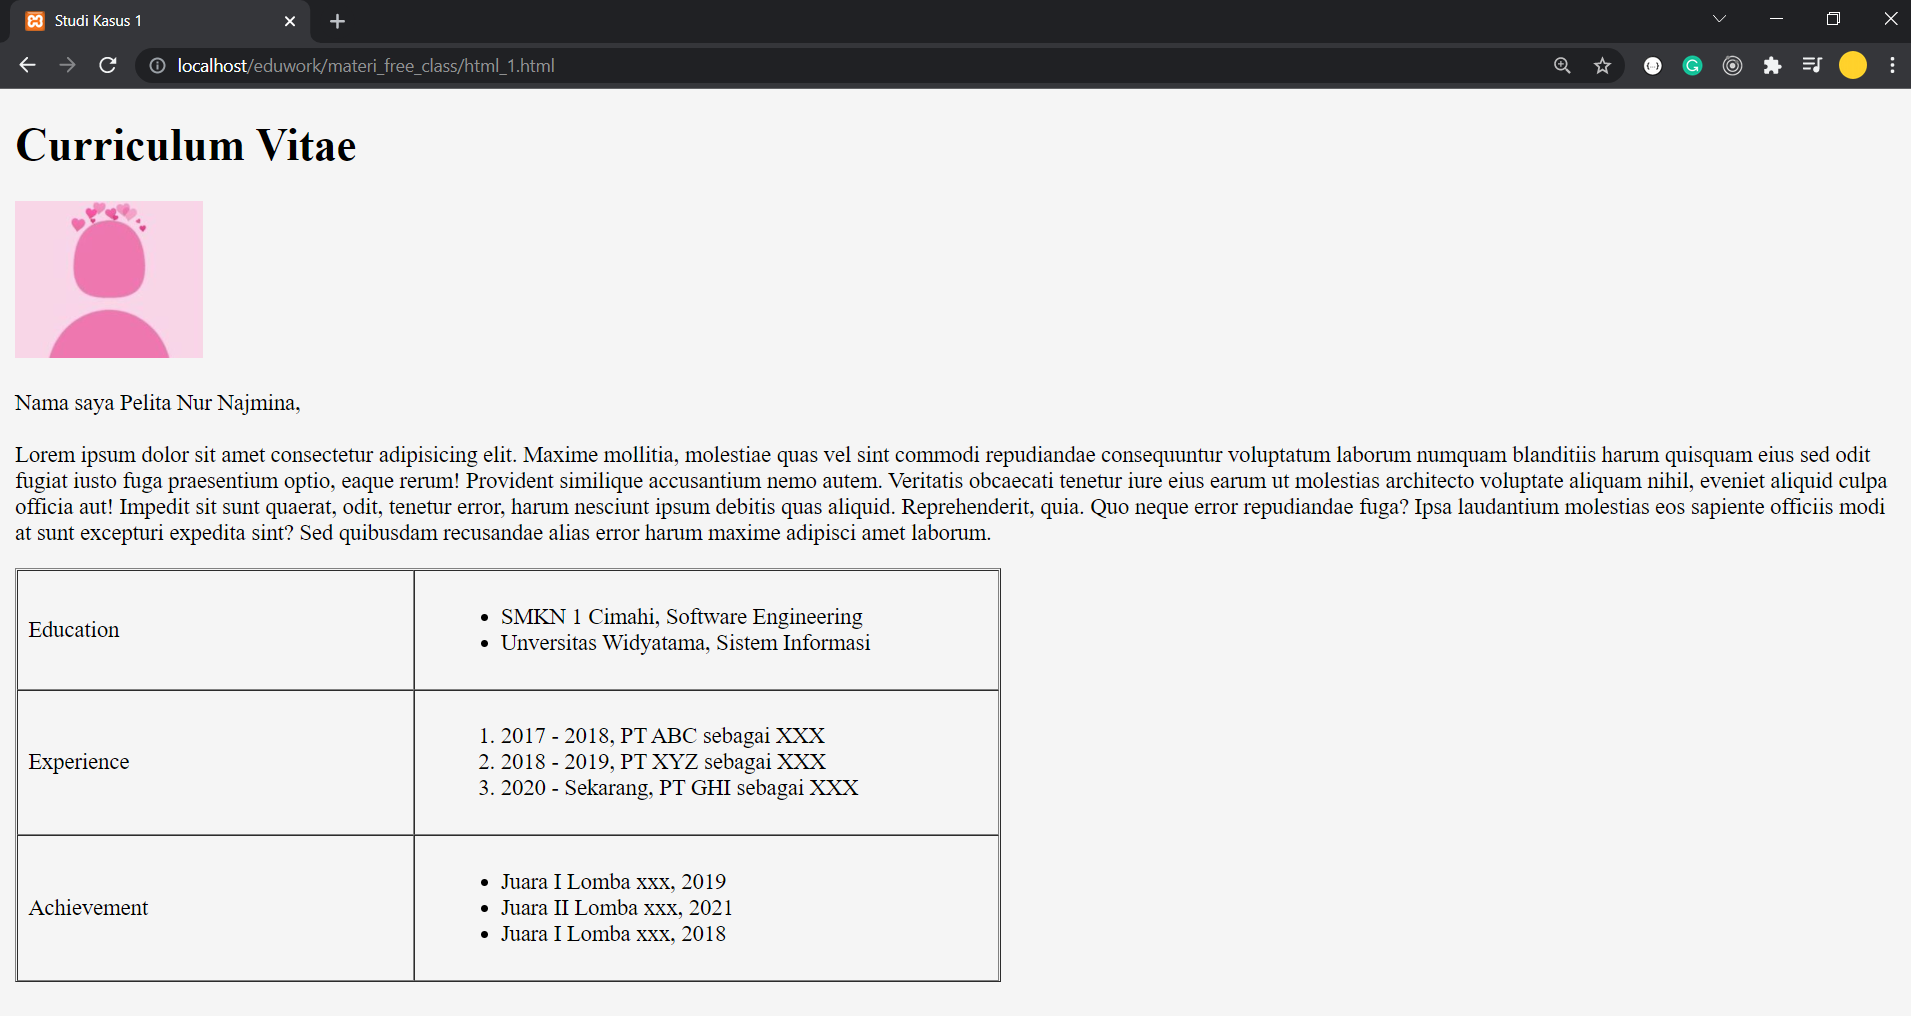 Studi Kasus 1
localhost/eduwork/materi_free_class/html_1.html
Curriculum Vitae
Nama saya Pelita Nur Najmina,
Lorem ipsum dolor sit amet consectetur adipisicing elit. Maxime mollitia, molestiae quas vel sint commodi repudiandae consequuntur voluptatum laborum numquam blanditiis harum quisquam eius sed odit
fugiat iusto fuga praesentium optio, eaque rerum! Provident similique accusantium nemo autem. Veritatis obcaecati tenetur iure eius earum ut molestias architecto voluptate aliquam nihil, eveniet aliquid culpa
officia aut! Impedit sit sunt quaerat, odit, tenetur error, harum nesciunt ipsum debitis quas aliquid. Reprehenderit, quia. Quo neque error repudiandae fuga? Ipsa laudantium molestias eos sapiente officiis modi
at sunt excepturi expedita sint? Sed quibusdam recusandae alias error harum maxime adipisci amet laborum.
Education
• SMKN 1 Cimahi, Software Engineering
• Unversitas Widyatama, Sistem Informasi
Experience
1. 2017 - 2018, PT ABC sebagai XXX
2. 2018 - 2019, PT XYZ sebagai XXX
3. 2020 - Sekarang, PT GHI sebagai XXX
Achievement
• Juara I Lomba xxx, 2019
• Juara II Lomba xxx, 2021
• Juara I Lomba xxx, 2018